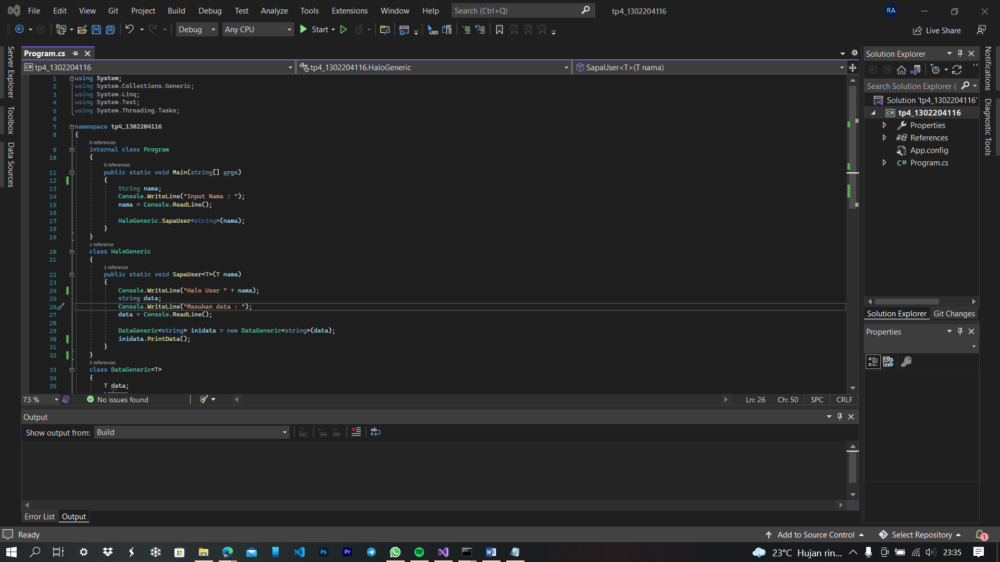 File Edit View Git Project Build Debug Test Analyze Tools Extensions Window Help Search (Ctrl+Q) tp4_1302204116 RA
Debug Any CPU Start Live Share
Server Explorer
Toolbox
Data Sources
Program.cs
tp4_1302204116 tp4_1302204116.HaloGeneric SapaUser<T>(T nama)
1 using System;
2 using System.Collections.Generic;
3 using System.Linq;
4 using System.Text;
5 using System.Threading.Tasks;
6
7 namespace tp4_1302204116
8 {
0 references
9 internal class Program
10 {
0 references
11 public static void Main(string[] args)
12 {
13 String nama;
14 Console.WriteLine("Input Nama : ");
15 nama = Console.ReadLine();
16
17 HaloGeneric.SapaUser<string>(nama);
18 }
19 }
1 reference
20 class HaloGeneric
21 {
1 reference
22 public static void SapaUser<T>(T nama)
23 {
24 Console.WriteLine("Halo User " + nama);
25 string data;
26 Console.WriteLine("Masukan data : ");
27 data = Console.ReadLine();
28
29 DataGeneric<string> inidata = new DataGeneric<string>(data);
30 inidata.PrintData();
31 }
32 }
3 references
33 class DataGeneric<T>
34 {
35 T data;
73 % No issues found Ln: 26 Ch: 50 SPC CRLF
Output
Show output from: Build
Error List Output
Solution Explorer
Search Solution Explorer (
Solution 'tp4_1302204116'
tp4_1302204116
Properties
References
App.config
C# Program.cs
Solution Explorer Git Changes
Properties
Notifications
Diagnostic Tools
Ready Add to Source Control Select Repository 1
Ps Pr 23°C Hujan rin... 23:35